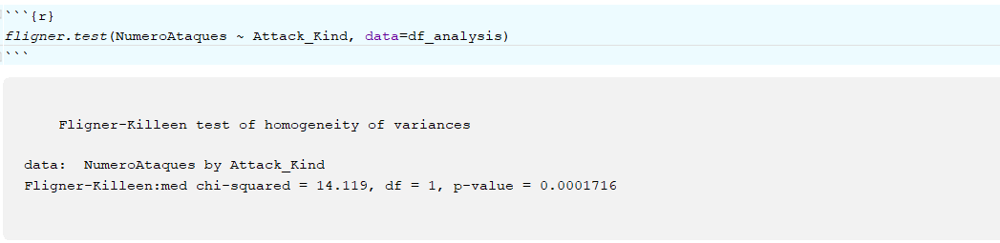 ```{r}
fligner.test(NumeroAtaques ~ Attack_Kind, data=df_analysis)
```
Fligner-Killeen test of homogeneity of variances
data:  NumeroAtaques by Attack_Kind
Fligner-Killeen:med chi-squared = 14.119, df = 1, p-value = 0.0001716